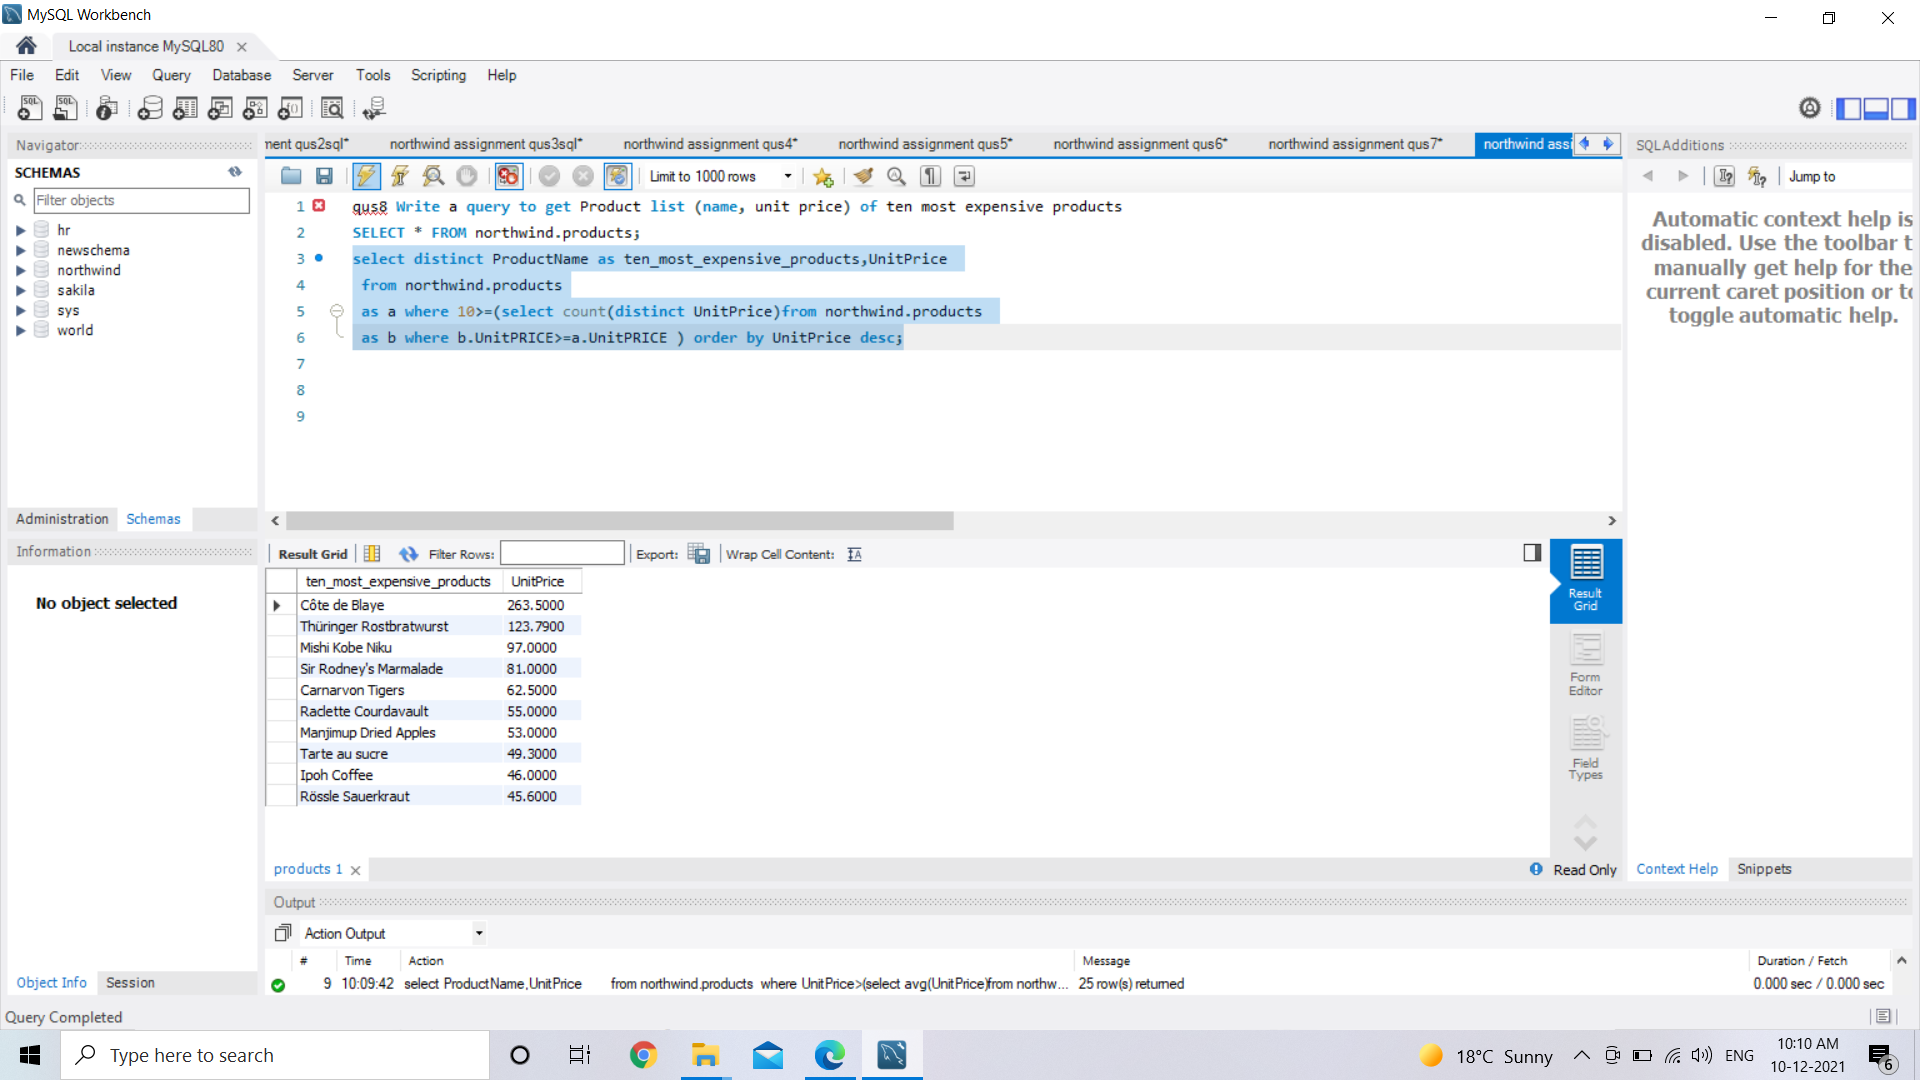 MySQL Workbench
Local instance MySQL80
File Edit View Query Database Server Tools Scripting Help
Navigator
SCHEMAS
Filter objects
hr
newschema
northwind
sakila
sys
world
Administration Schemas
Information
No object selected
Object Info Session
ment qus2sql* northwind assignment qus3sql* northwind assignment qus4* northwind assignment qus5* northwind assignment qus6* northwind assignment qus7* northwind assi
Limit to 1000 rows
1 qus8 Write a query to get Product list (name, unit price) of ten most expensive products
2 SELECT * FROM northwind.products;
3 select distinct ProductName as ten_most_expensive_products,UnitPrice
4 from northwind.products
5 as a where 10>=(select count(distinct UnitPrice)from northwind.products
6 as b where b.UnitPRICE>=a.UnitPRICE ) order by UnitPrice desc;
7
8
9
Result Grid Filter Rows: Export: Wrap Cell Content:
ten_most_expensive_products UnitPrice
Côte de Blaye 263.5000
Thüringer Rostbratwurst 123.7900
Mishi Kobe Niku 97.0000
Sir Rodney's Marmalade 81.0000
Carnarvon Tigers 62.5000
Raclette Courdavault 55.0000
Manjimup Dried Apples 53.0000
Tarte au sucre 49.3000
Ipoh Coffee 46.0000
Rössle Sauerkraut 45.6000
Result
Grid
Form
Editor
Field
Types
products 1
Read Only
SQLAdditions
Jump to
Automatic context help is
disabled. Use the toolbar t
manually get help for the
current caret position or to
toggle automatic help.
Context Help Snippets
Output
Action Output
# Time Action Message Duration / Fetch
9 10:09:42 select ProductName,UnitPrice from northwind.products where UnitPrice>(select avg(UnitPrice)from northw... 25 row(s) returned 0.000 sec / 0.000 sec
Query Completed
Type here to search
18°C Sunny
ENG
10:10 AM
10-12-2021
6